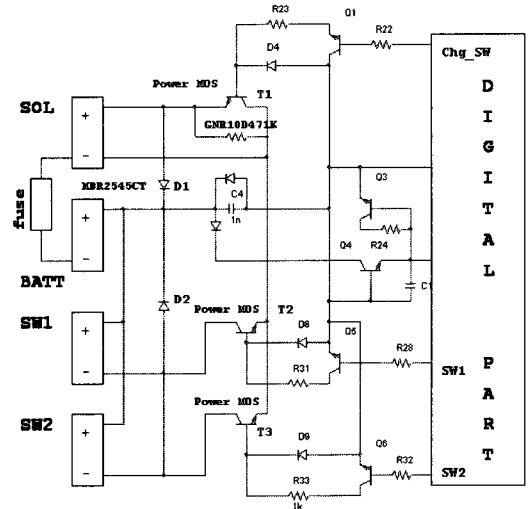 R23
Q1
D4
R22
Chg_SW
Power MOS
T1
SOL
GNR10D471K
D I G I T A L
fuse
MBR2545CT
D1
C4
1n
Q3
Q4
R24
C1
BATT
D2
T2
D8
Q5
SW1
R31
R28
SW1
Power MOS
P A R T
Power MOS
T3
SW2
D9
Q6
R33
1k
R32
SW2
+
-
+
-
+
-
+
-